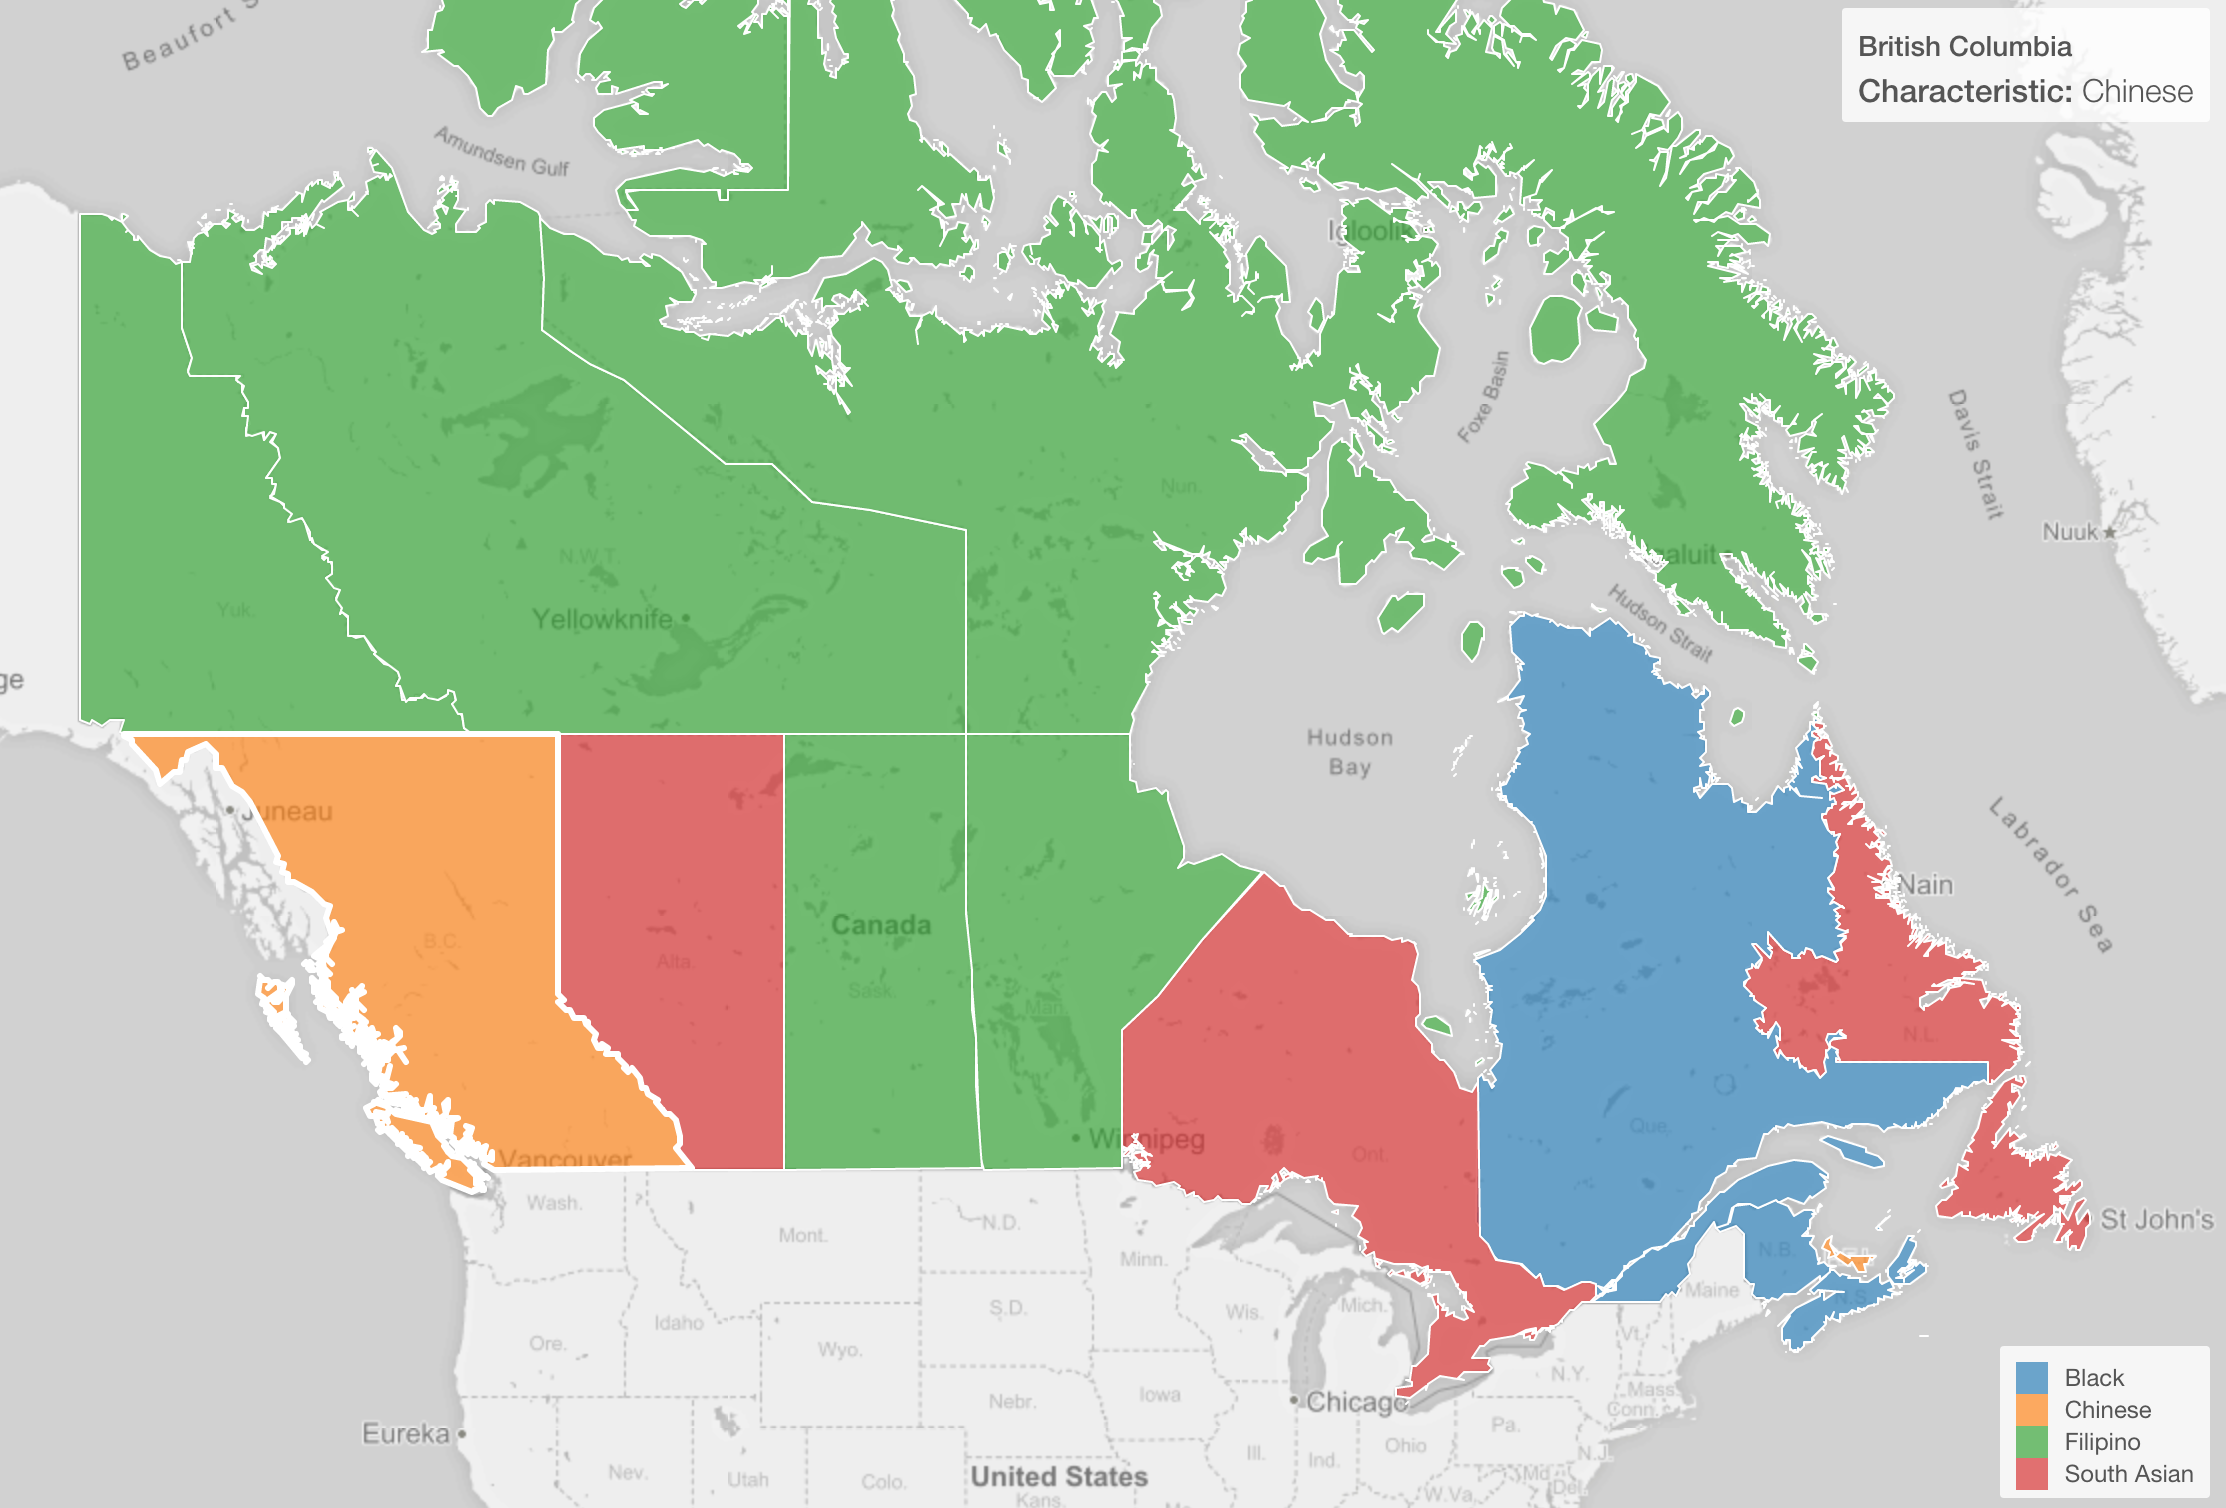 Beaufort S
British Columbia
Characteristic: Chinese
Amundsen Gulf
Igloolik
Foxe Basin
Davis Strait
Nun.
Nuuk
N.W.T.
aluit
Yuk.
Yellowknife
Hudson Strait
ge
Hudson
Bay
Juneau
Labrador Sea
Nain
Canada
B.C.
Alta.
Sask.
Man.
N.L.
Que.
Winnipeg
Ont.
Vancouver
St John's
Wash.
Mont.
N.D.
Minn.
N.B.
Maine
N.S.
Ore.
Idaho
S.D.
Wis.
Mich.
Vt.
Wyo.
N.Y.
Mass.
Nebr.
Iowa
Chicago
Conn.
Eureka
Pa.
Ohio
Ill.
Ind.
N.J.
Nev.
Utah
Colo.
United States
Md
Del.
W.Va.
Kans.
Black
Chinese
Filipino
South Asian